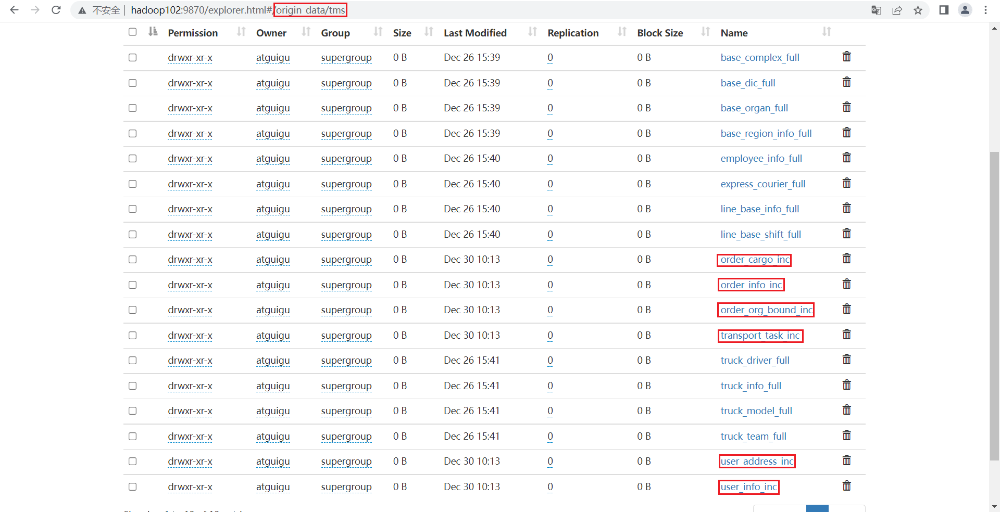 不安全 | hadoop102:9870/explorer.html#/origin_data/tms
Permission Owner Group Size Last Modified Replication Block Size Name
drwxr-xr-x atguigu supergroup 0 B Dec 26 15:39 0 0 B base_complex_full
drwxr-xr-x atguigu supergroup 0 B Dec 26 15:39 0 0 B base_dic_full
drwxr-xr-x atguigu supergroup 0 B Dec 26 15:39 0 0 B base_organ_full
drwxr-xr-x atguigu supergroup 0 B Dec 26 15:39 0 0 B base_region_info_full
drwxr-xr-x atguigu supergroup 0 B Dec 26 15:40 0 0 B employee_info_full
drwxr-xr-x atguigu supergroup 0 B Dec 26 15:40 0 0 B express_courier_full
drwxr-xr-x atguigu supergroup 0 B Dec 26 15:40 0 0 B line_base_info_full
drwxr-xr-x atguigu supergroup 0 B Dec 26 15:40 0 0 B line_base_shift_full
drwxr-xr-x atguigu supergroup 0 B Dec 30 10:13 0 0 B order_cargo_inc
drwxr-xr-x atguigu supergroup 0 B Dec 30 10:13 0 0 B order_info_inc
drwxr-xr-x atguigu supergroup 0 B Dec 30 10:13 0 0 B order_org_bound_inc
drwxr-xr-x atguigu supergroup 0 B Dec 30 10:13 0 0 B transport_task_inc
drwxr-xr-x atguigu supergroup 0 B Dec 26 15:41 0 0 B truck_driver_full
drwxr-xr-x atguigu supergroup 0 B Dec 26 15:41 0 0 B truck_info_full
drwxr-xr-x atguigu supergroup 0 B Dec 26 15:41 0 0 B truck_model_full
drwxr-xr-x atguigu supergroup 0 B Dec 26 15:41 0 0 B truck_team_full
drwxr-xr-x atguigu supergroup 0 B Dec 30 10:13 0 0 B user_address_inc
drwxr-xr-x atguigu supergroup 0 B Dec 30 10:13 0 0 B user_info_inc